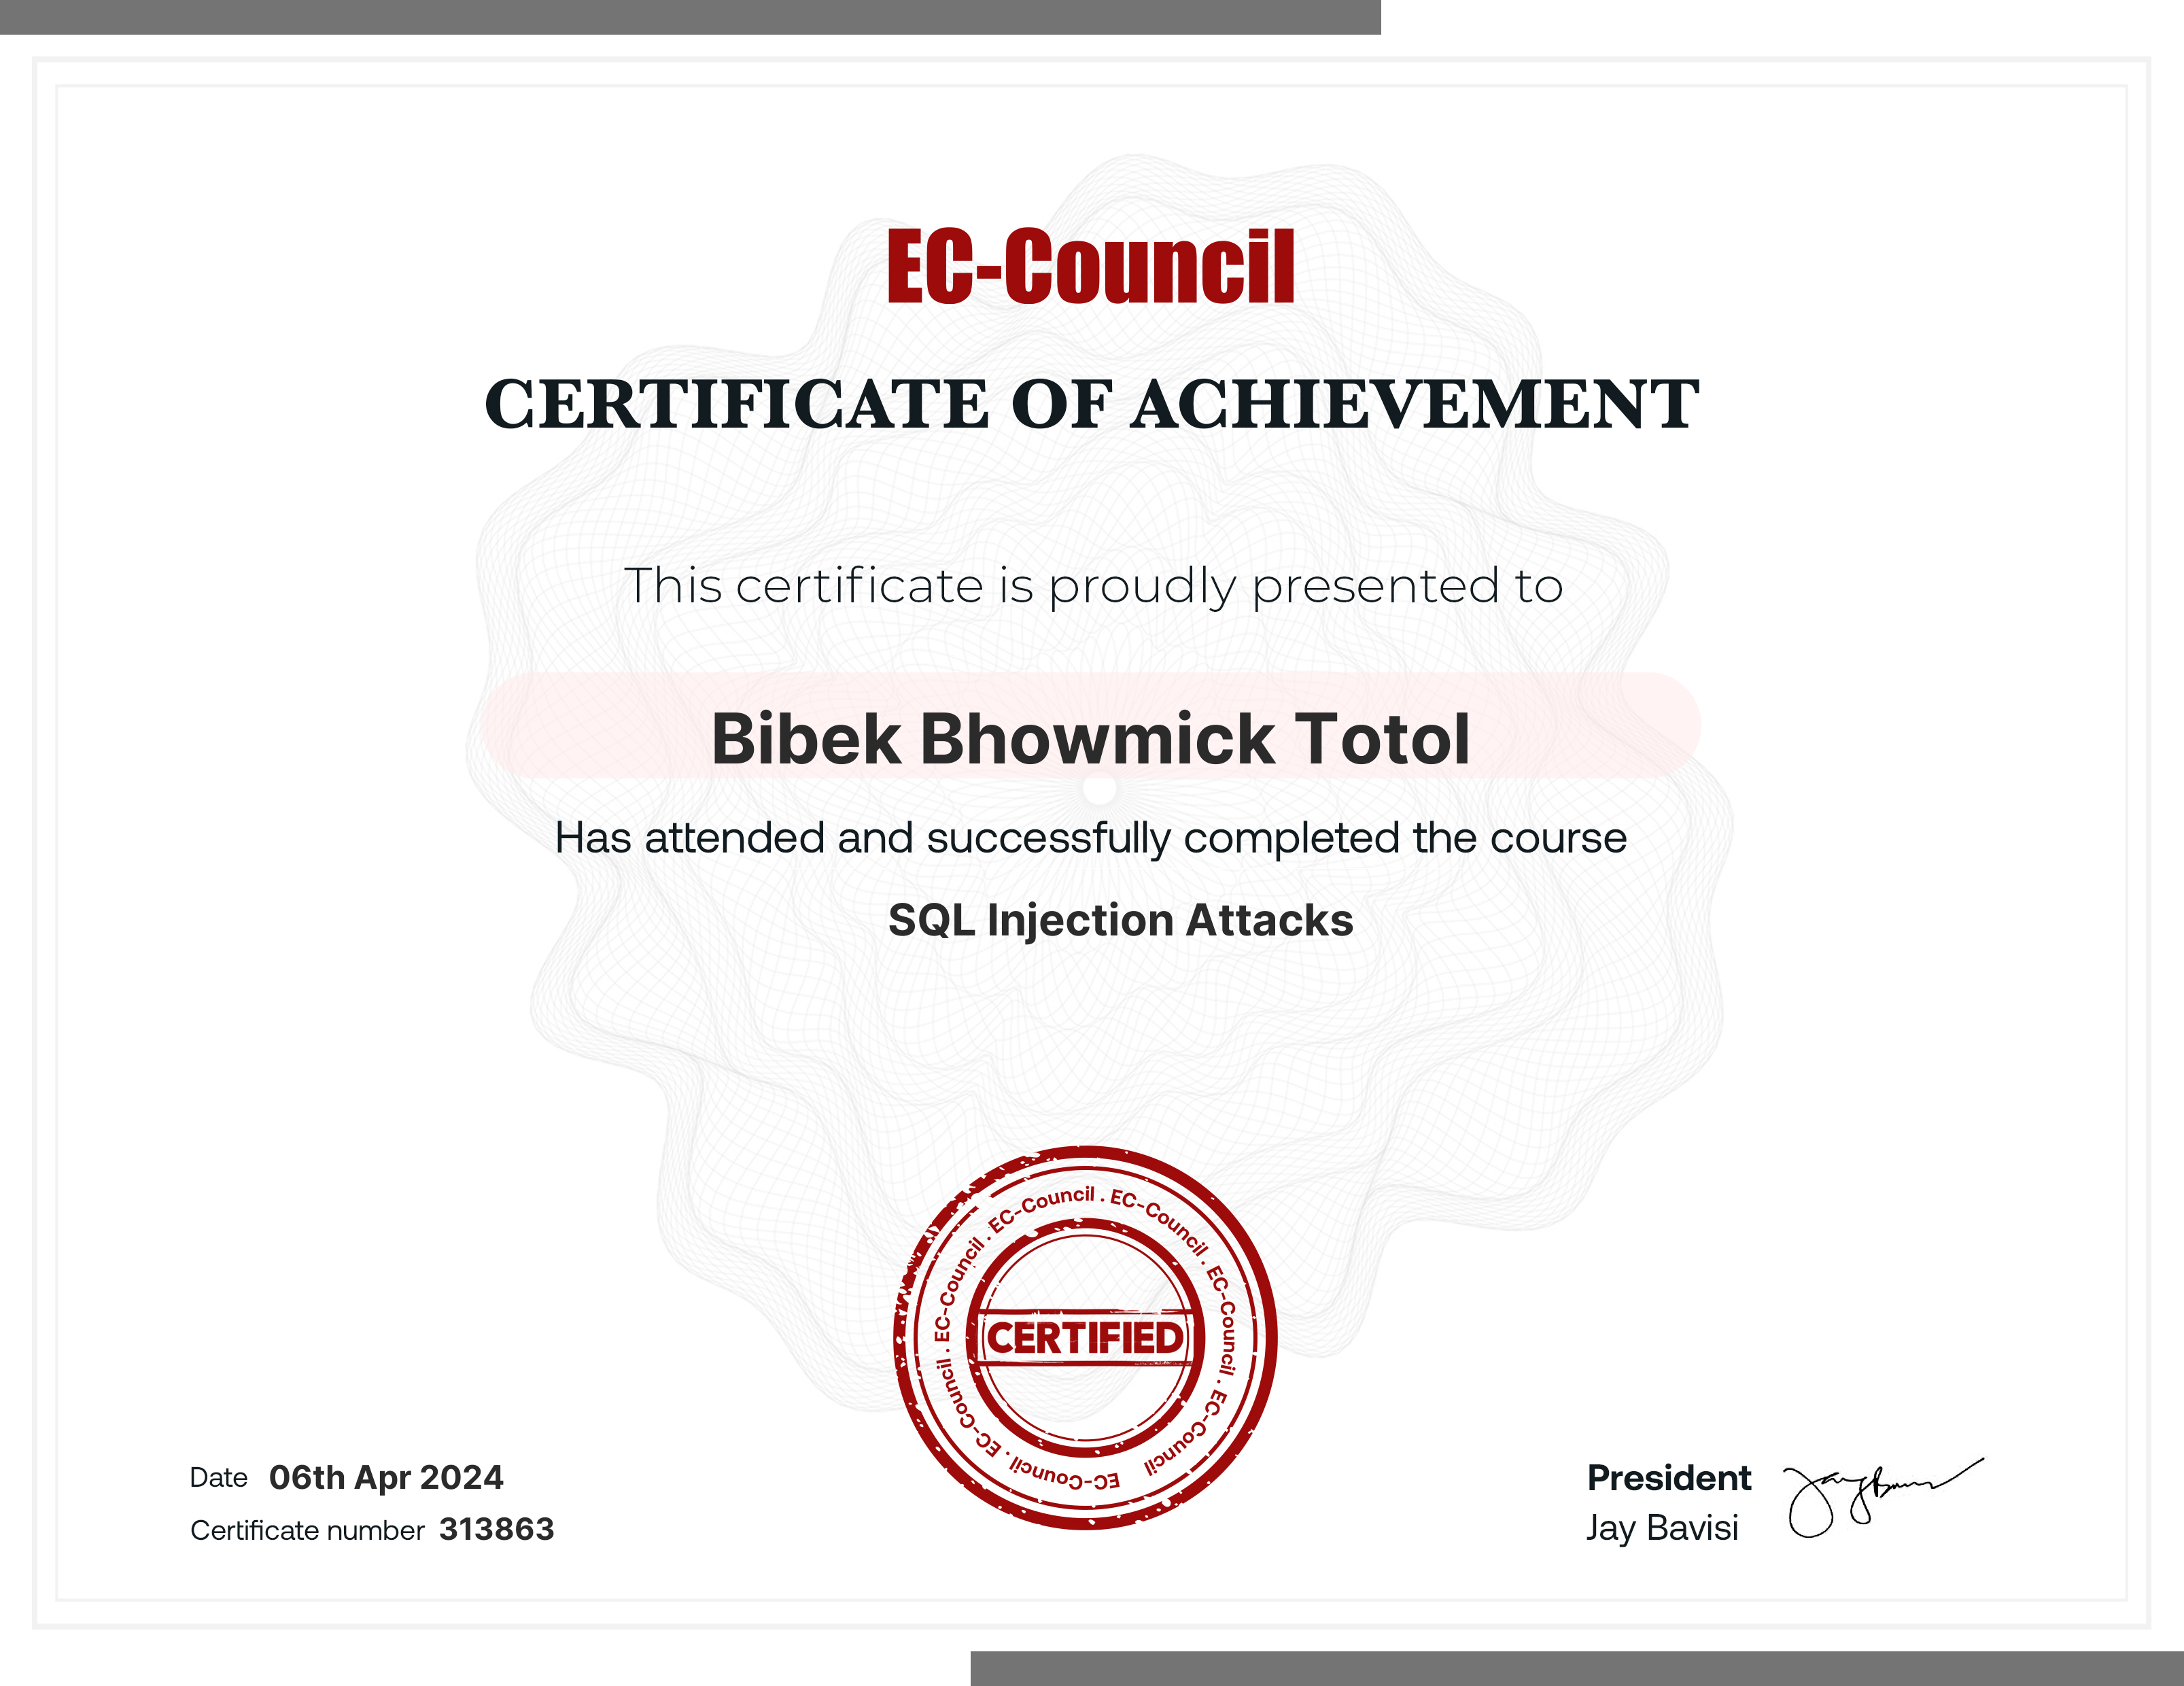 EC-Council
CERTIFICATE OF ACHIEVEMENT
This certificate is proudly presented to
Bibek Bhowmick Totol
Has attended and successfully completed the course
SQL Injection Attacks
EC-Council . EC-Council . EC-Council . EC-Council . EC-Council . EC-Council . EC-Council
CERTIFIED
Date 06th Apr 2024
Certificate number 313863
President
Jay Bavisi